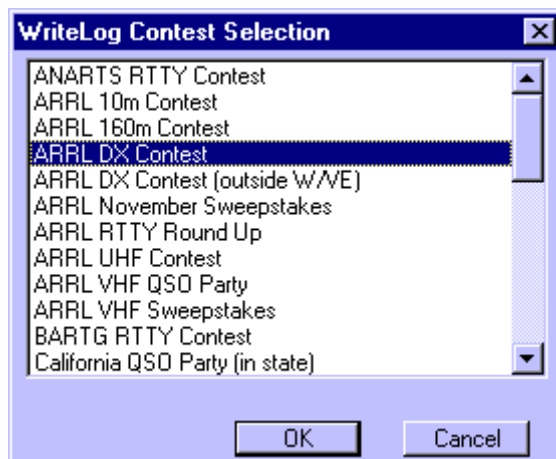 WriteLog Contest Selection
ANARTS RTTY Contest
ARRL 10m Contest
ARRL 160m Contest
ARRL DX Contest
ARRL DX Contest (outside W/VE)
ARRL November Sweepstakes
ARRL RTTY Round Up
ARRL UHF Contest
ARRL VHF QSO Party
ARRL VHF Sweepstakes
BARTG RTTY Contest
California QSO Party (in state)
OK Cancel